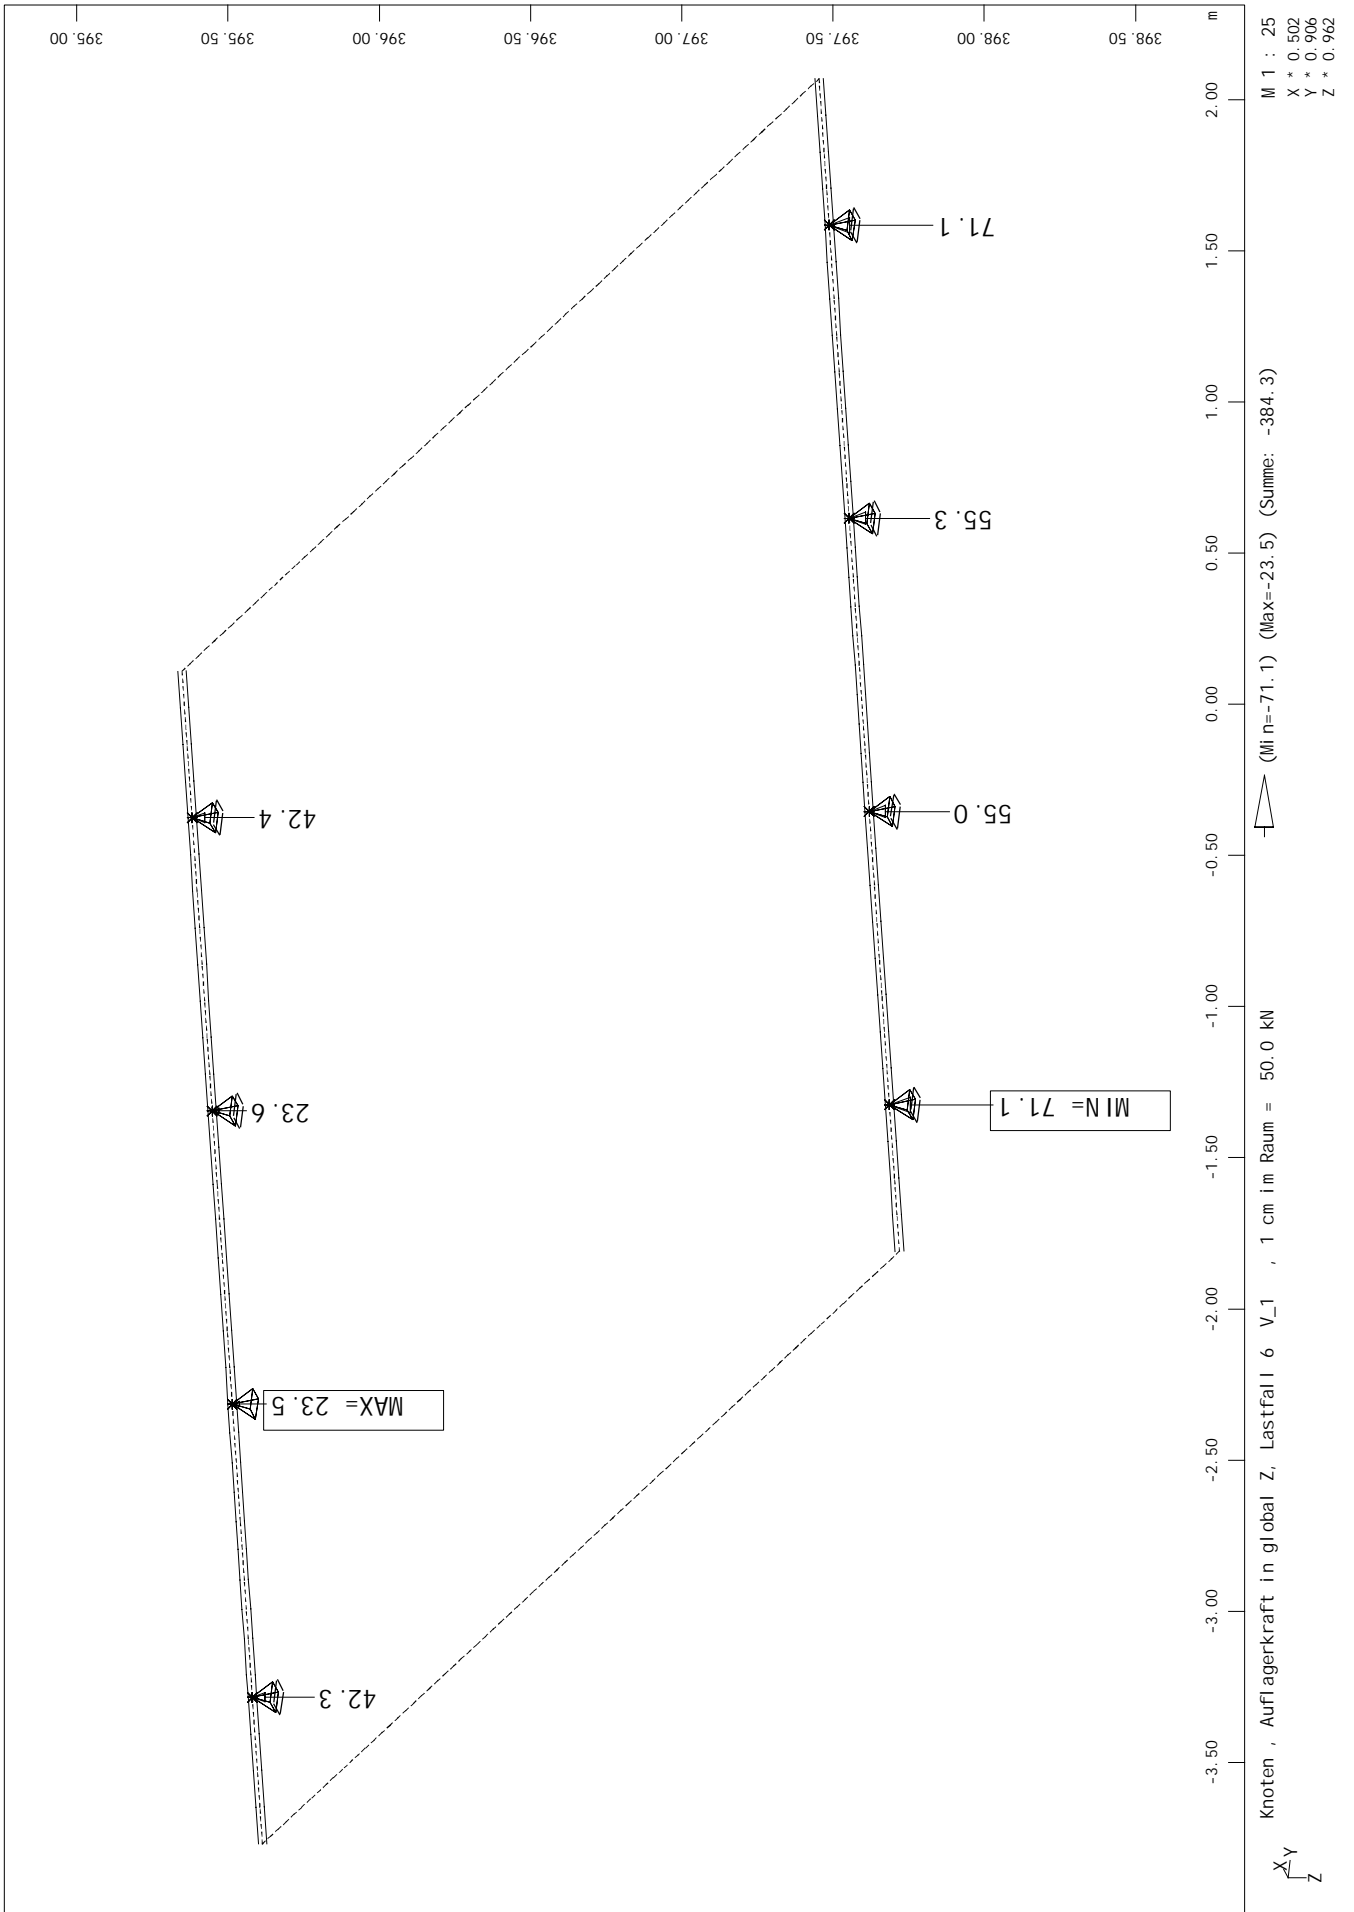 395.00
395.50
396.00
396.50
397.00
397.50
398.00
398.50
m
2.00
1.50
1.00
0.50
0.00
-0.50
-1.00
-1.50
-2.00
-2.50
-3.00
-3.50
71.1
55.3
55.0
MIN= 71.1
42.4
23.6
MAX= 23.5
42.3
Knoten , Auflagerkraft in global Z, Lastfall 6 V_1 , 1 cm im Raum = 50.0 kN (Min=-71.1) (Max=-23.5) (Summe: -384.3)
M 1 : 25
X * 0.502
Y * 0.906
Z * 0.962
X
Y
Z